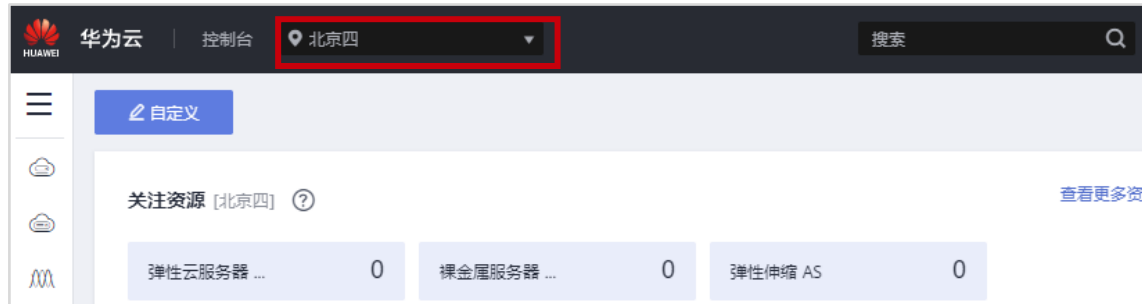 HUAWEI 华为云 控制台 北京四 搜索
自定义
关注资源 [北京四] ? 查看更多资
弹性云服务器 ... 0 裸金属服务器 ... 0 弹性伸缩 AS 0